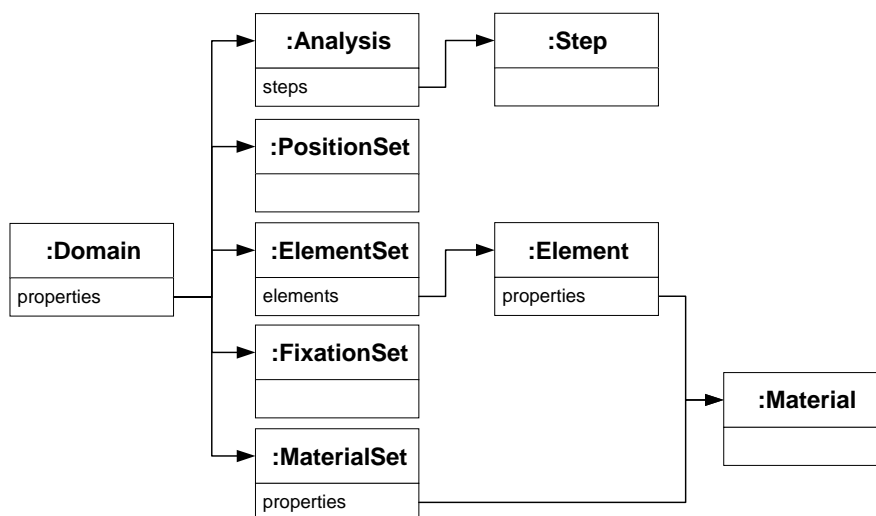 :Analysis
steps
:Step
:PositionSet
:Domain
properties
:ElementSet
elements
:Element
properties
:FixationSet
:Material
:MaterialSet
properties